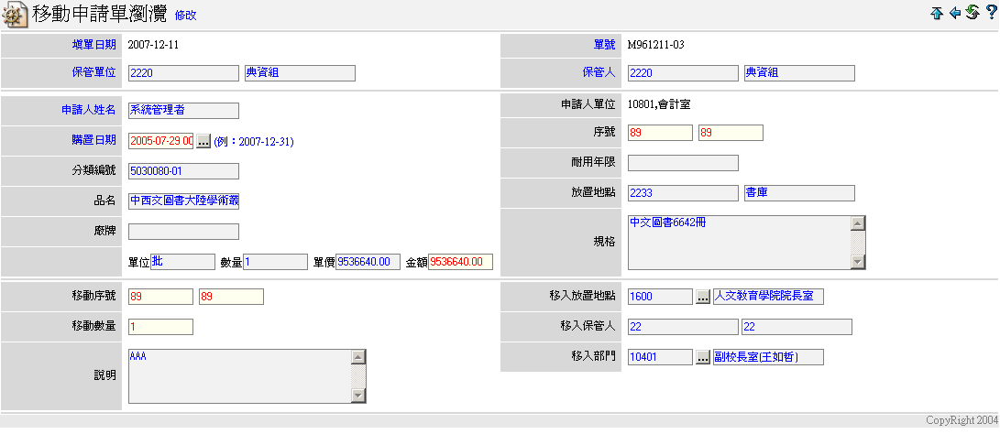 移動申請單瀏灠 修改
填單日期 2007-12-11 單號 M961211-03
保管單位 2220 典資組 保管人 2220 典資組
申請人姓名 系統管理者 申請人單位 10801,會計室
購置日期 2005-07-29 00 ... (例：2007-12-31) 序號 89 89
分類編號 5030080-01 耐用年限
品名 中西文圖書大陸學術叢 放置地點 2233 書庫
廠牌 規格 中文圖書6642冊
單位 批 數量 1 單價 9536640.00 金額 9536640.00
移動序號 89 89 移入放置地點 1600 ... 人文教育學院院長室
移動數量 1 移入保管人 22 22
說明 AAA 移入部門 10401 ... 副校長室(王如哲)
CopyRight 2004